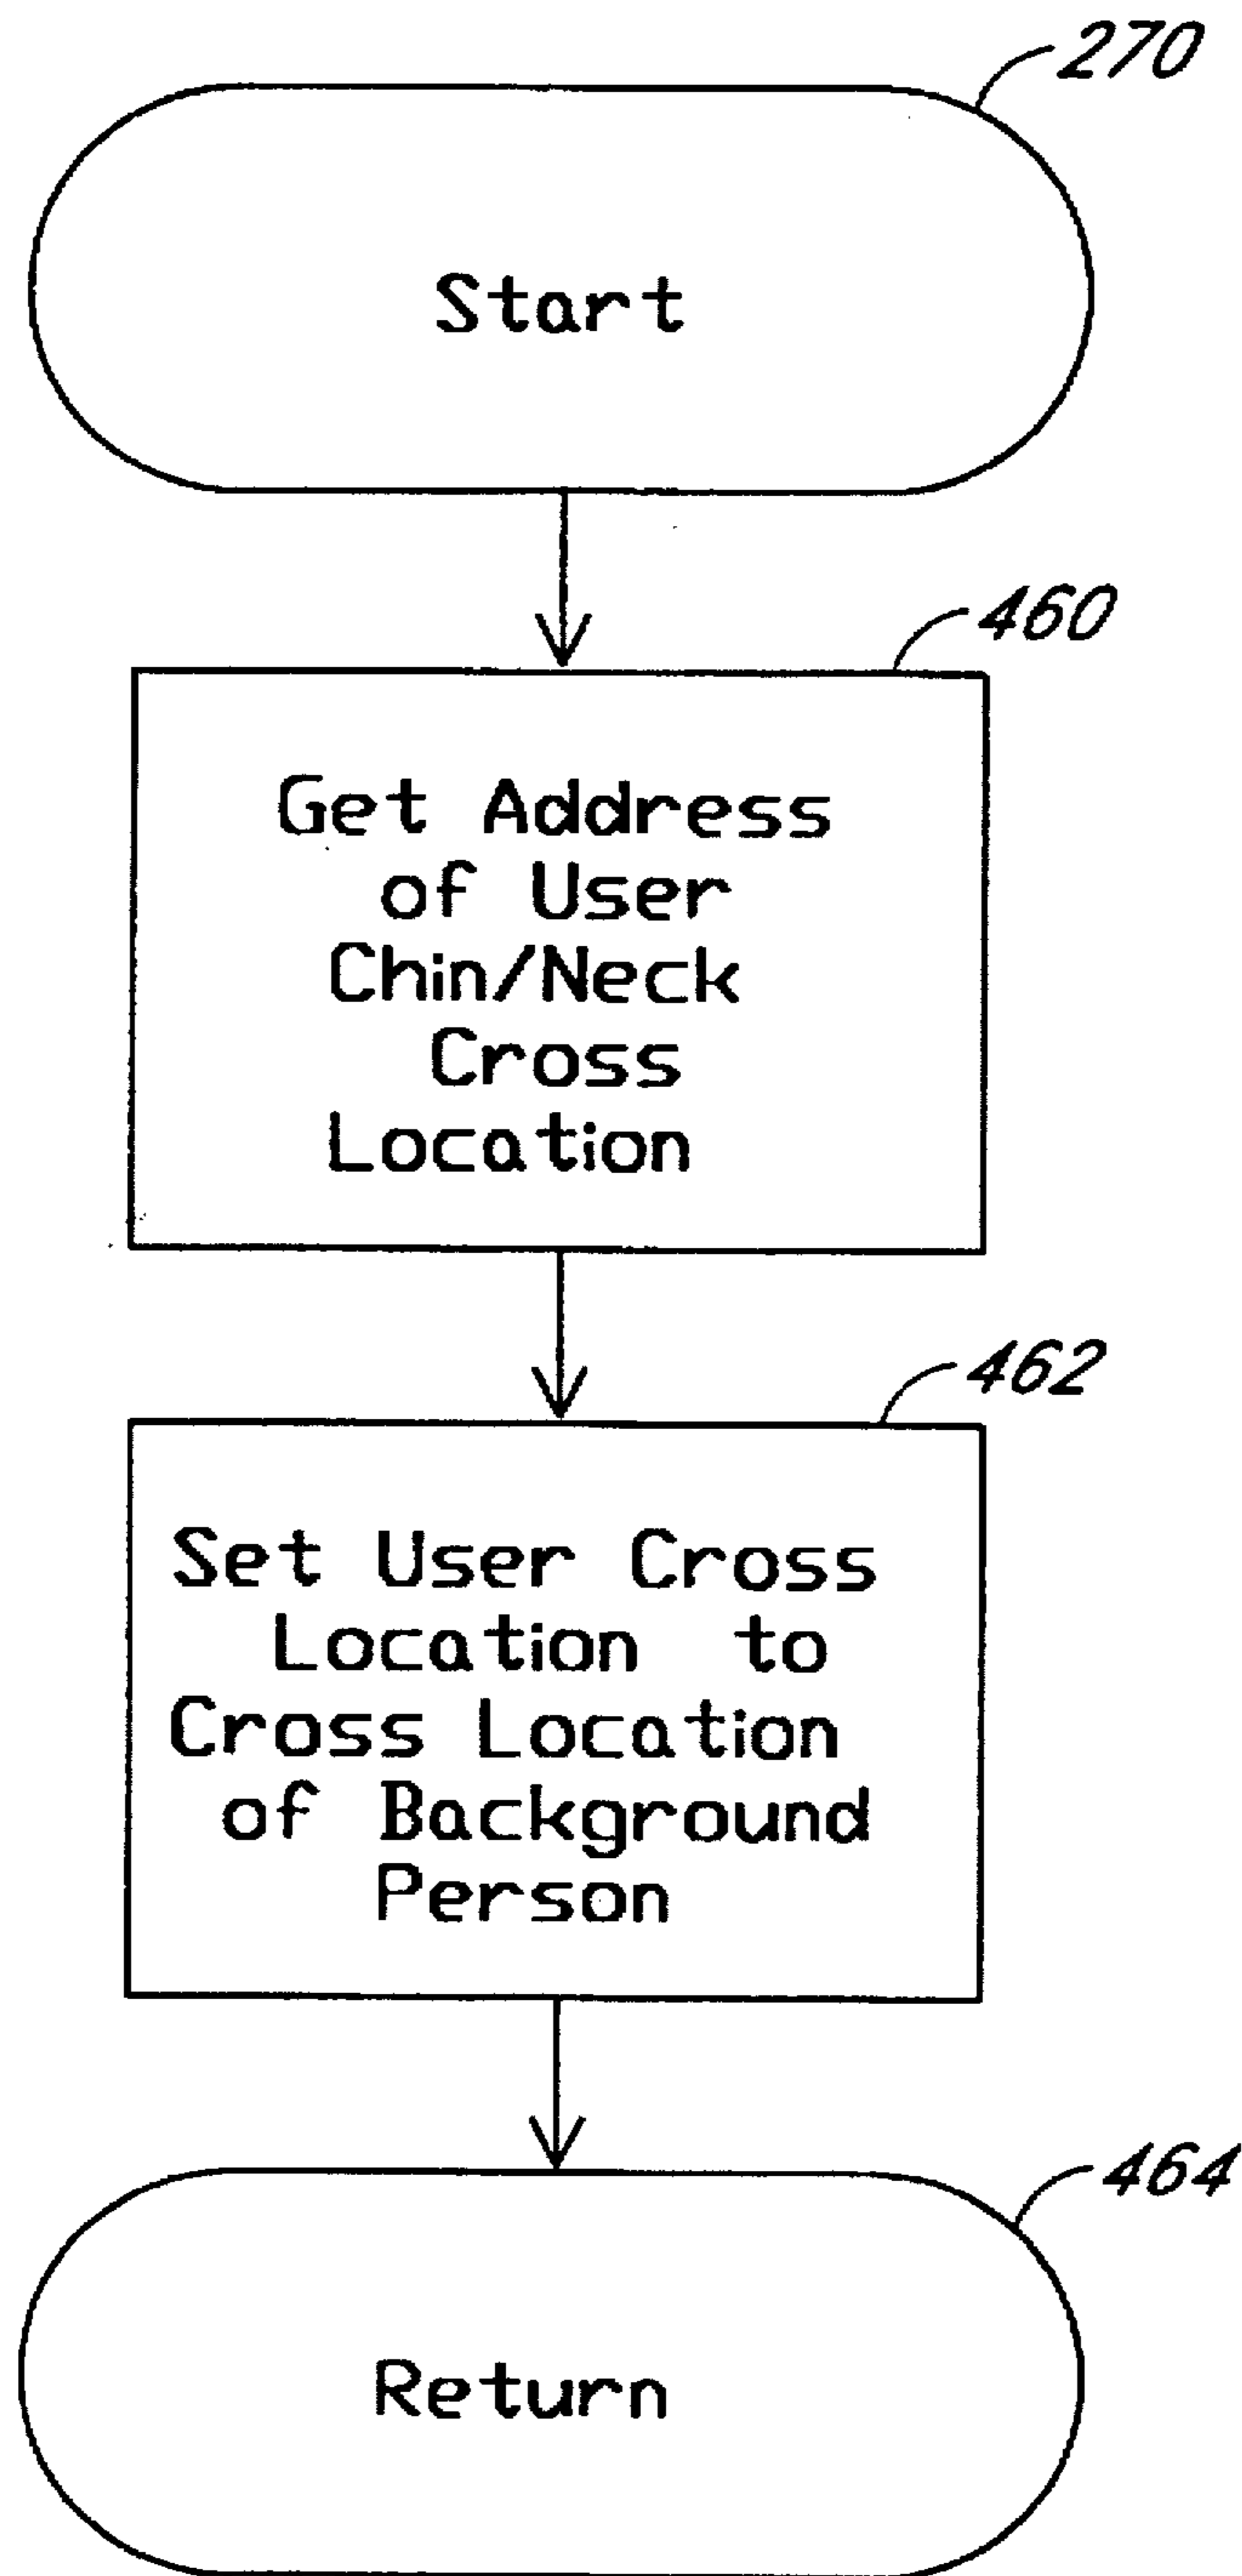 270
Start
460
Get Address
of User
Chin/Neck
Cross
Location
462
Set User Cross
Location to
Cross Location
of Background
Person
464
Return